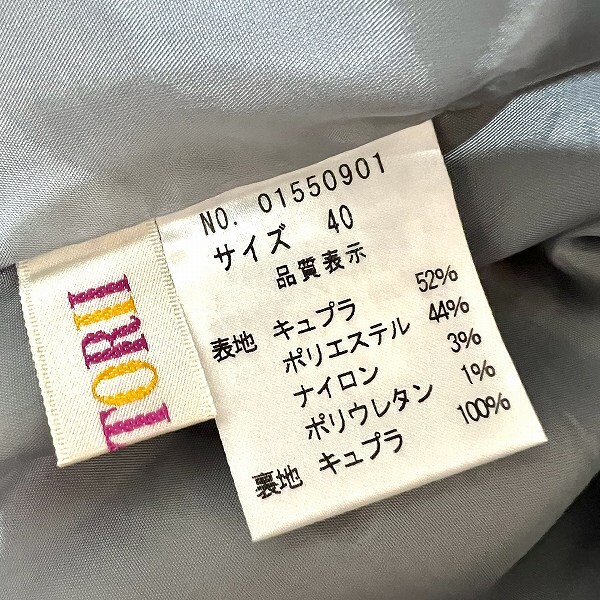 TORII
NO. 01550901
サイズ 40
品質表示
表地 キュプラ 52%
ポリエステル 44%
ナイロン 3%
ポリウレタン 1%
裏地 キュプラ 100%